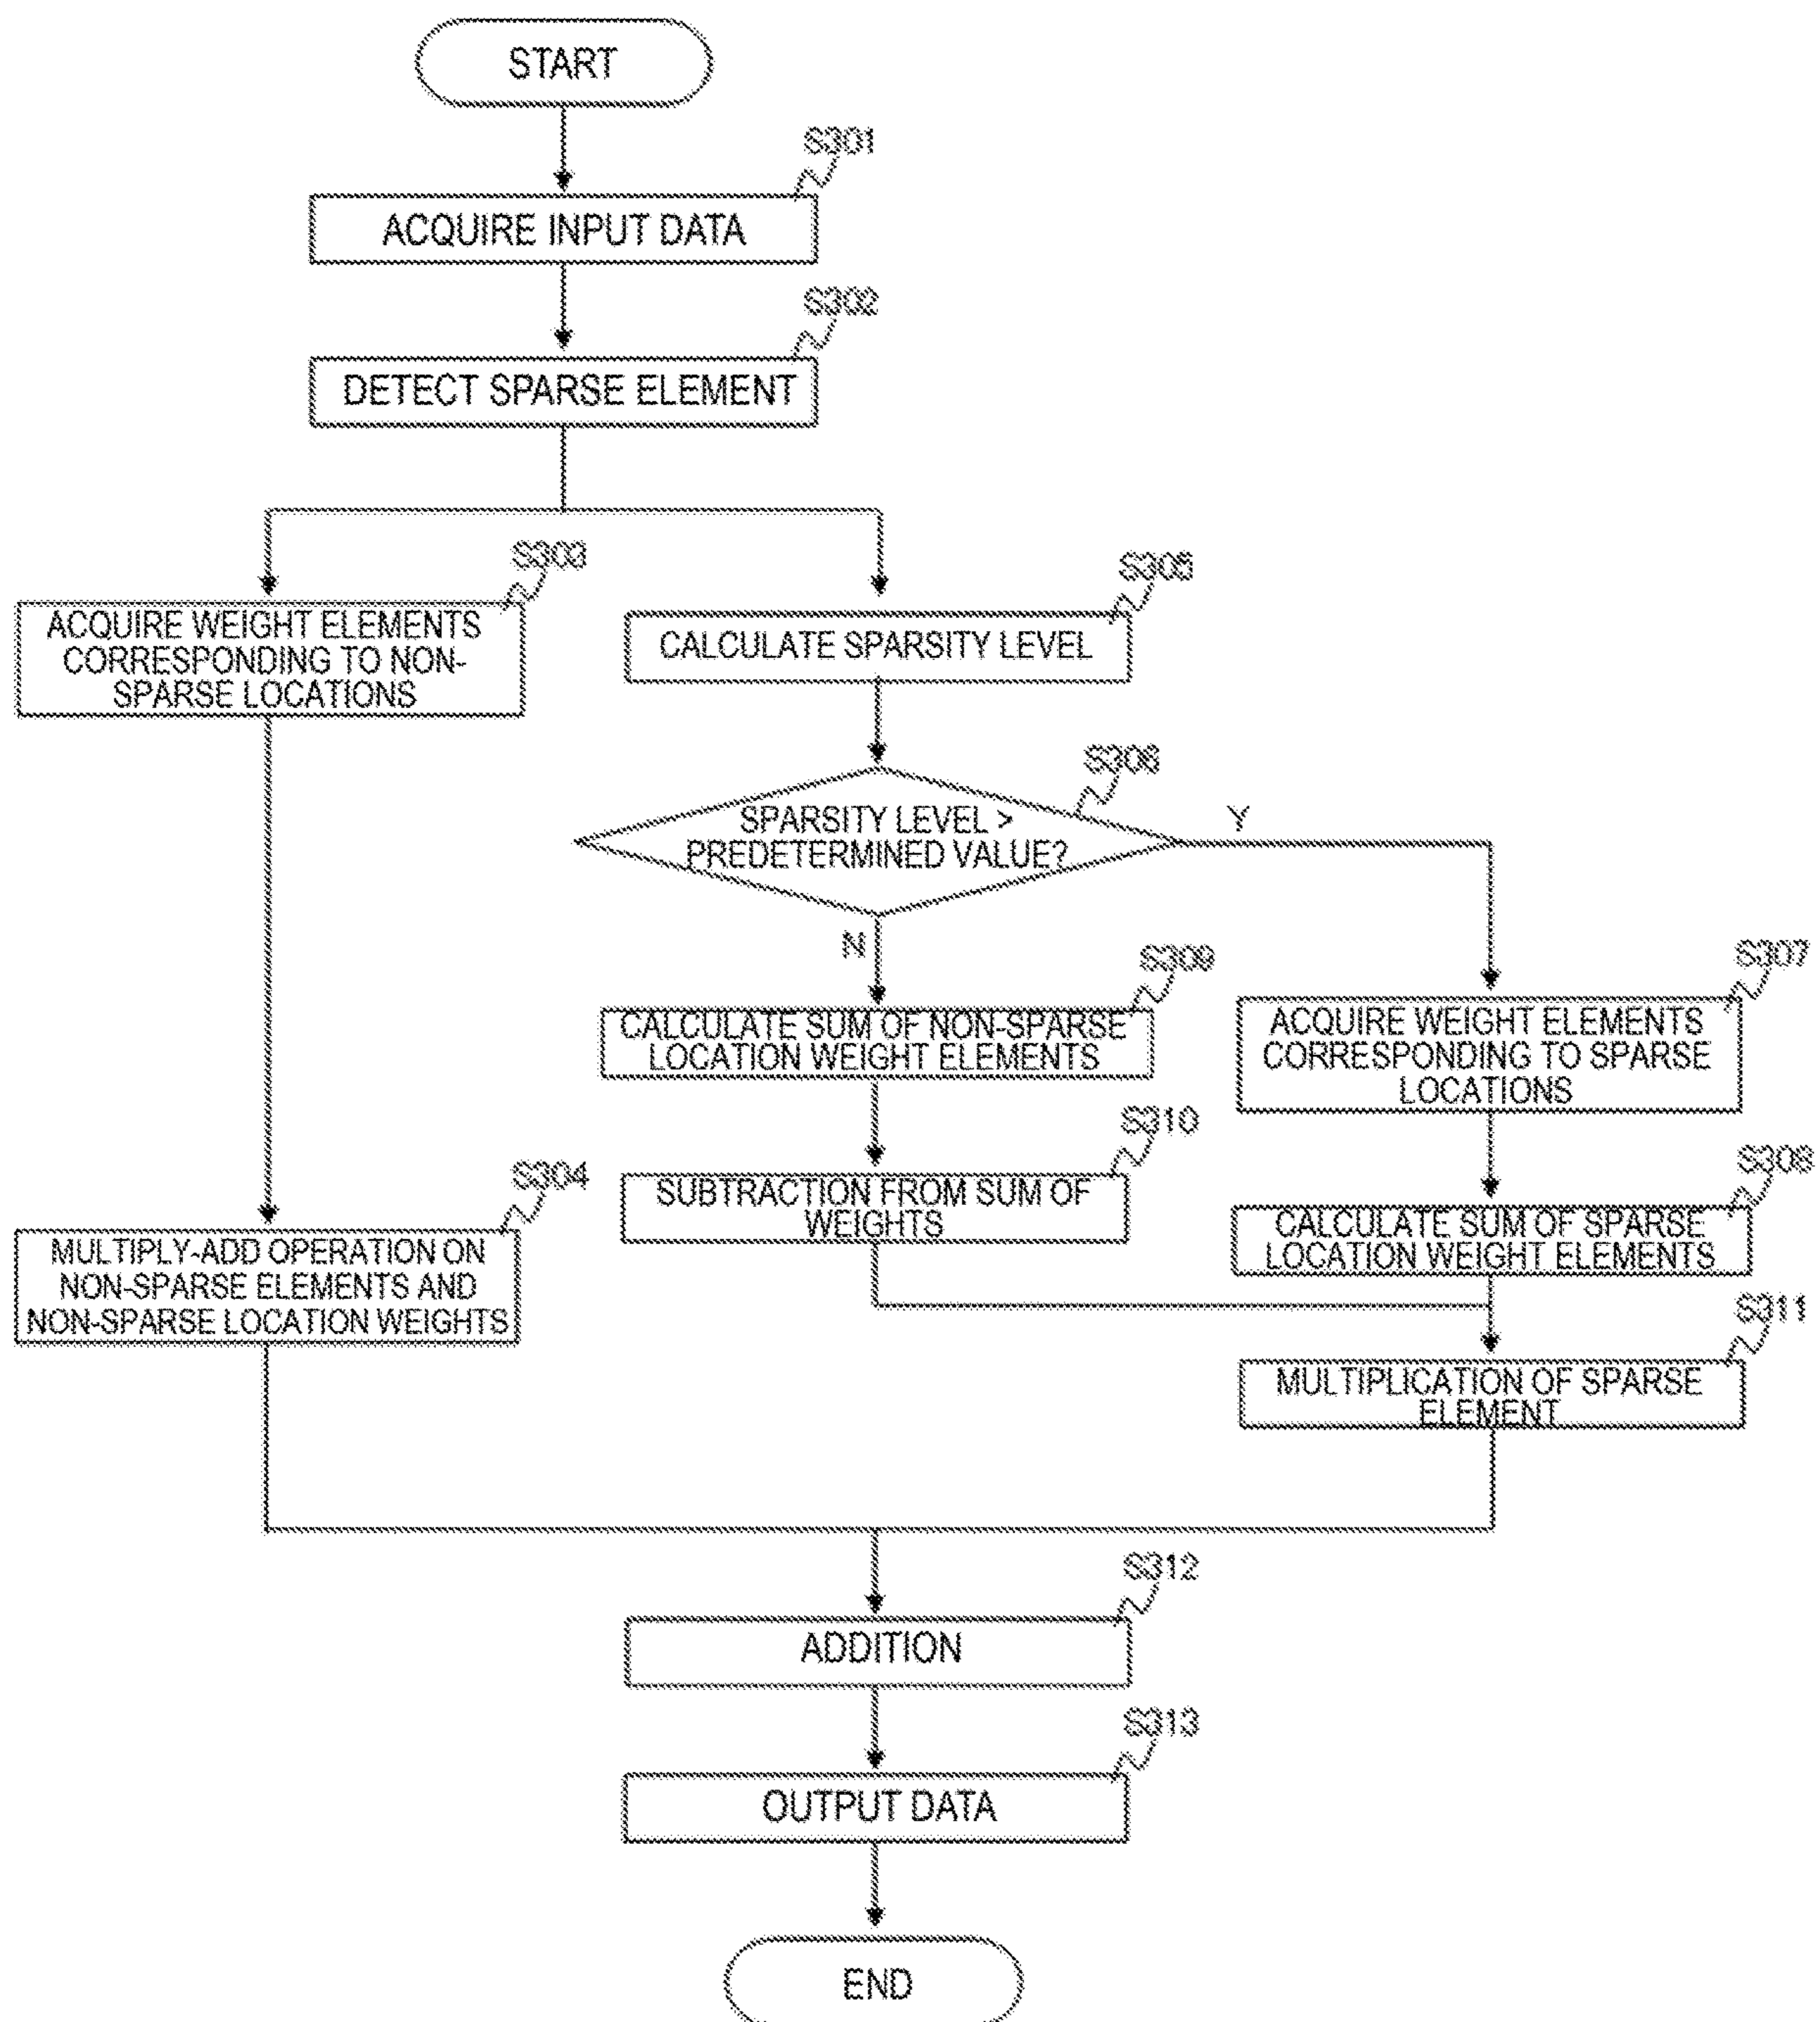 START
S301
ACQUIRE INPUT DATA
S302
DETECT SPARSE ELEMENT
S303
ACQUIRE WEIGHT ELEMENTS
CORRESPONDING TO NON-
SPARSE LOCATIONS
S305
CALCULATE SPARSITY LEVEL
S306
SPARSITY LEVEL >
PREDETERMINED VALUE?
Y
N
S309
CALCULATE SUM OF NON-SPARSE
LOCATION WEIGHT ELEMENTS
S307
ACQUIRE WEIGHT ELEMENTS
CORRESPONDING TO SPARSE
LOCATIONS
S310
SUBTRACTION FROM SUM OF
WEIGHTS
S308
CALCULATE SUM OF SPARSE
LOCATION WEIGHT ELEMENTS
S304
MULTIPLY-ADD OPERATION ON
NON-SPARSE ELEMENTS AND
NON-SPARSE LOCATION WEIGHTS
S311
MULTIPLICATION OF SPARSE
ELEMENT
S312
ADDITION
S313
OUTPUT DATA
END